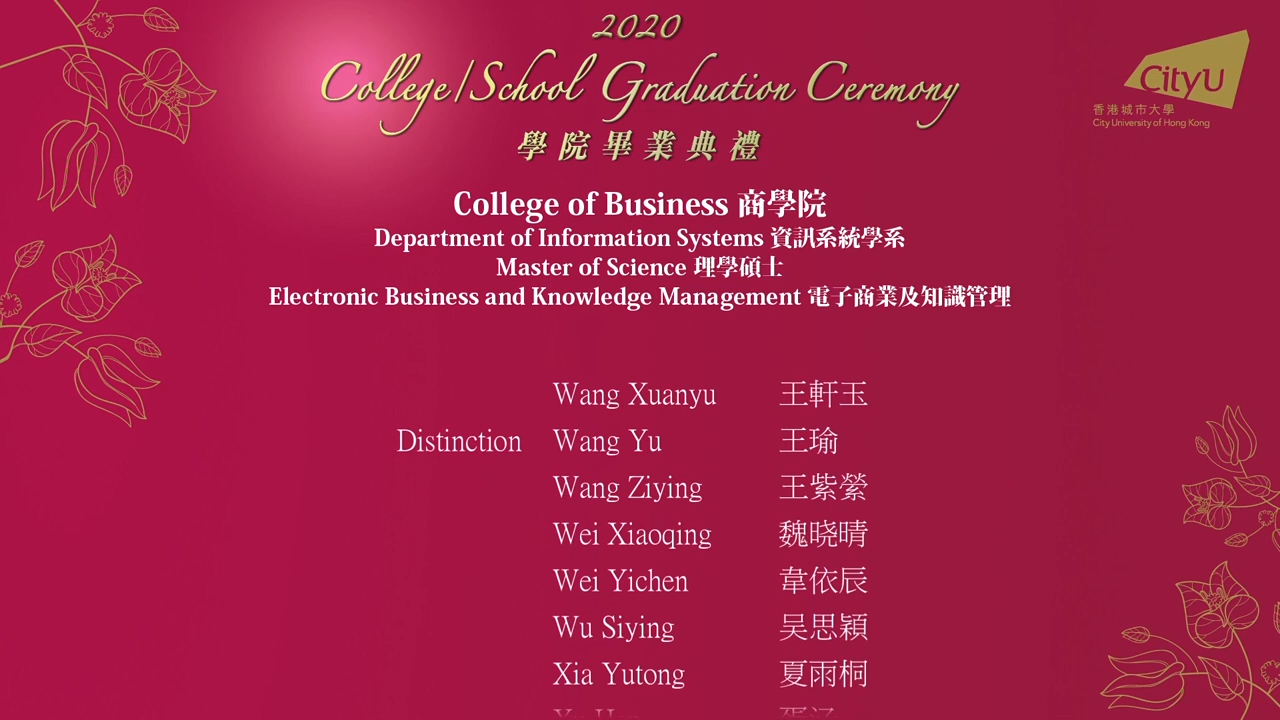 2020
College/School Graduation Ceremony
學院畢業典禮
CityU
香港城市大學
City University of Hong Kong
College of Business 商學院
Department of Information Systems 資訊系統學系
Master of Science 理學碩士
Electronic Business and Knowledge Management 電子商業及知識管理
Wang Xuanyu 王軒玉
Distinction Wang Yu 王瑜
Wang Ziying 王紫縈
Wei Xiaoqing 魏晓晴
Wei Yichen 韋依辰
Wu Siying 吴思穎
Xia Yutong 夏雨桐